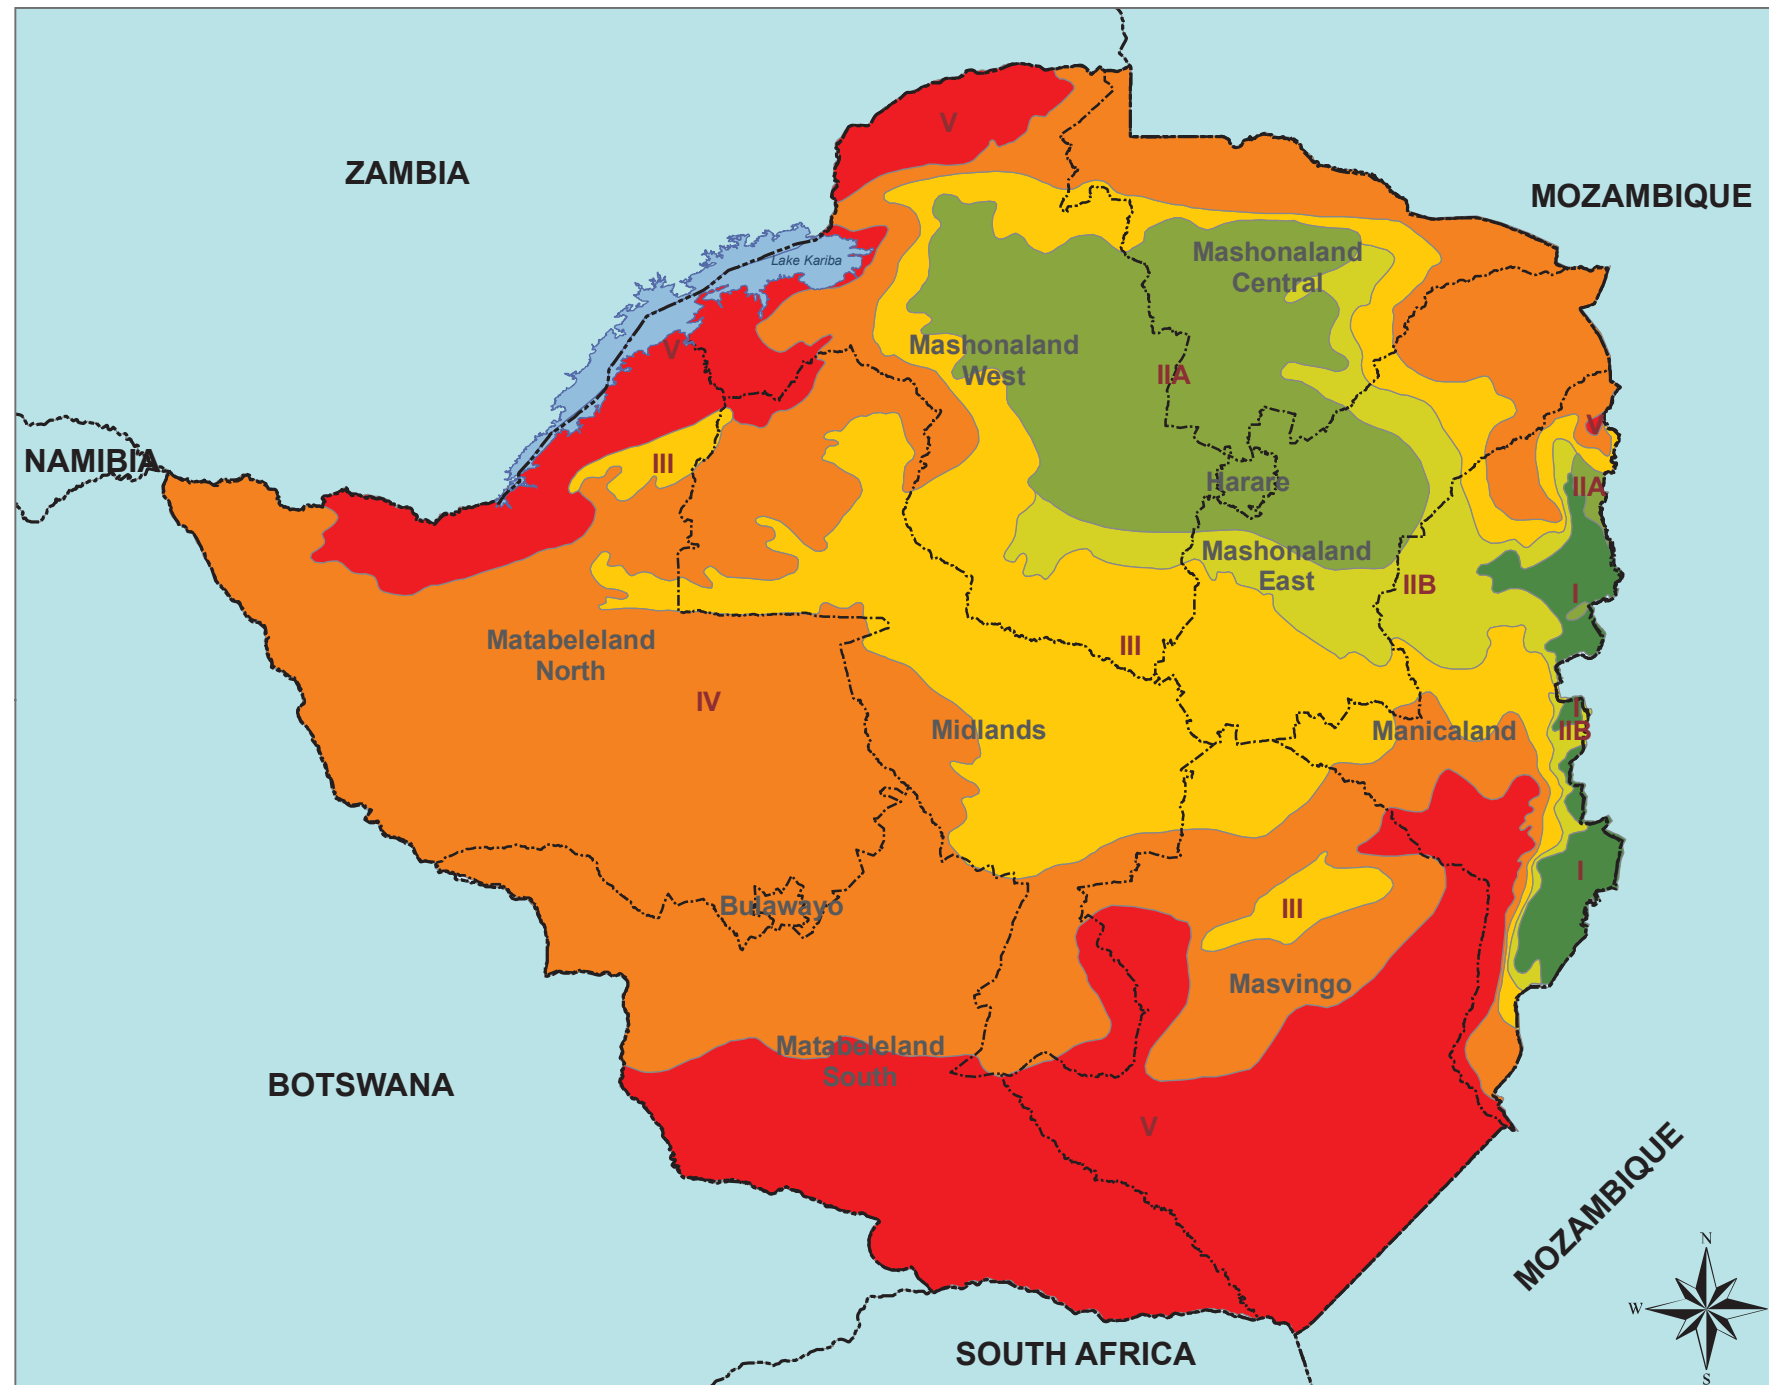 V
ZAMBIA
MOZAMBIQUE
Mashonaland
Central
Lake Kariba
Mashonaland
West
V
IIA
V
NAMIBIA
III
Harare
IIA
Mashonaland
East
IIB
I
Matabeleland
North
III
IV
I
Midlands
Manicaland
IIB
I
Bulawayo
III
Masvingo
Matabeleland
South
BOTSWANA
V
MOZAMBIQUE
N
W
S
SOUTH AFRICA